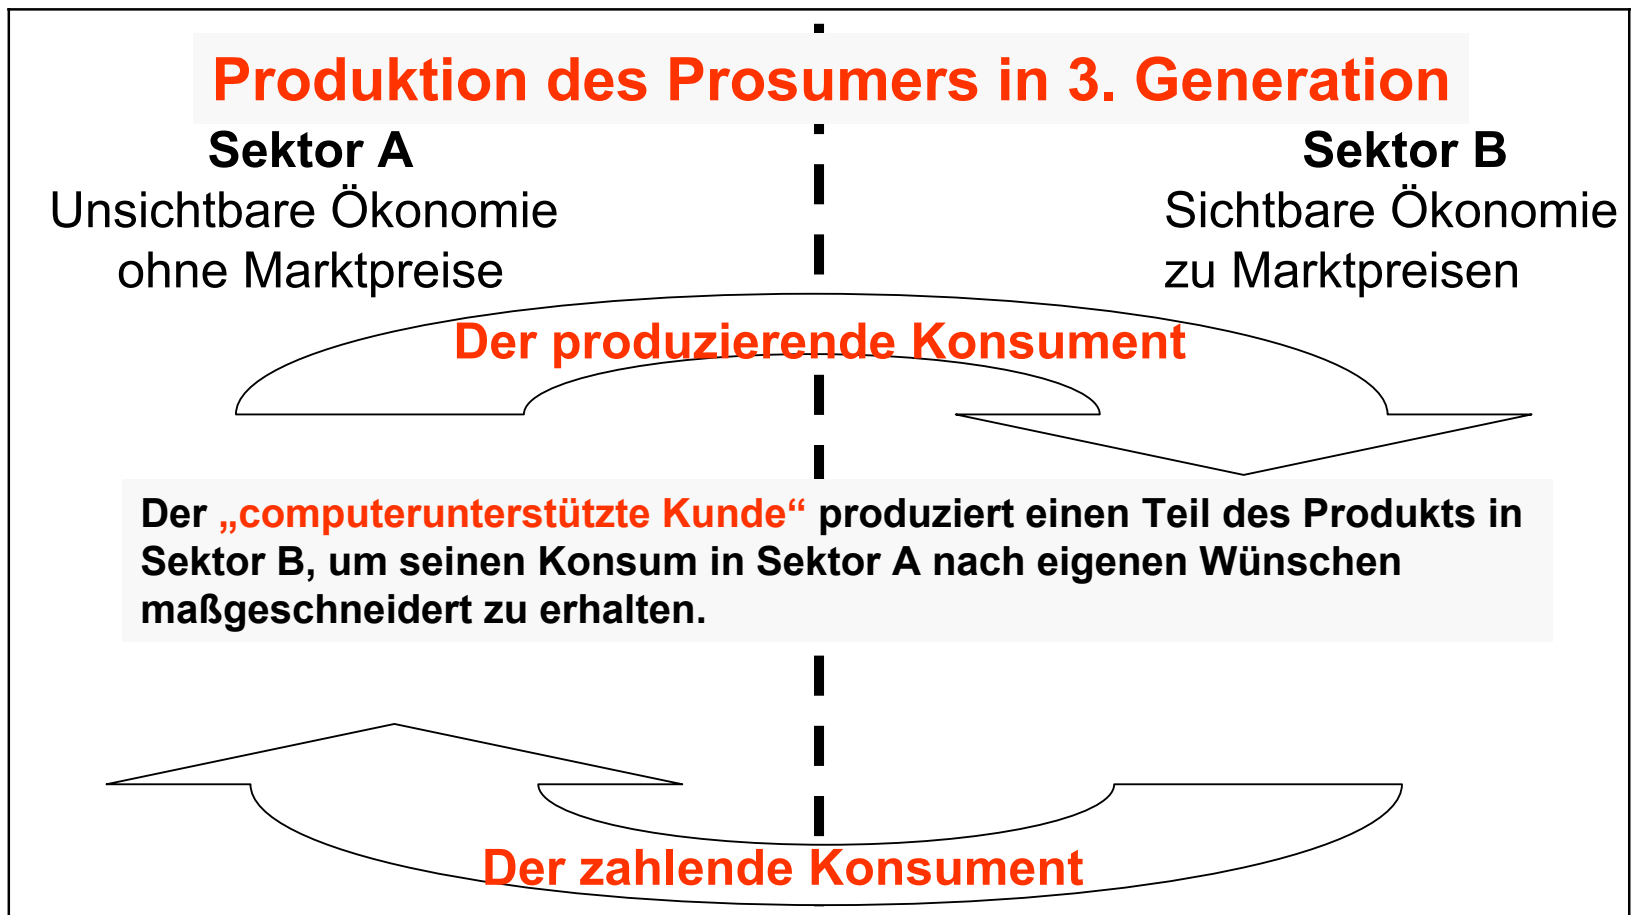 Produktion des Prosumers in 3. Generation
Sektor A
Unsichtbare Ökonomie
ohne Marktpreise
Sektor B
Sichtbare Ökonomie
zu Marktpreisen
Der produzierende Konsument
Der „computerunterstützte Kunde“ produziert einen Teil des Produkts in
Sektor B, um seinen Konsum in Sektor A nach eigenen Wünschen
maßgeschneidert zu erhalten.
Der zahlende Konsument